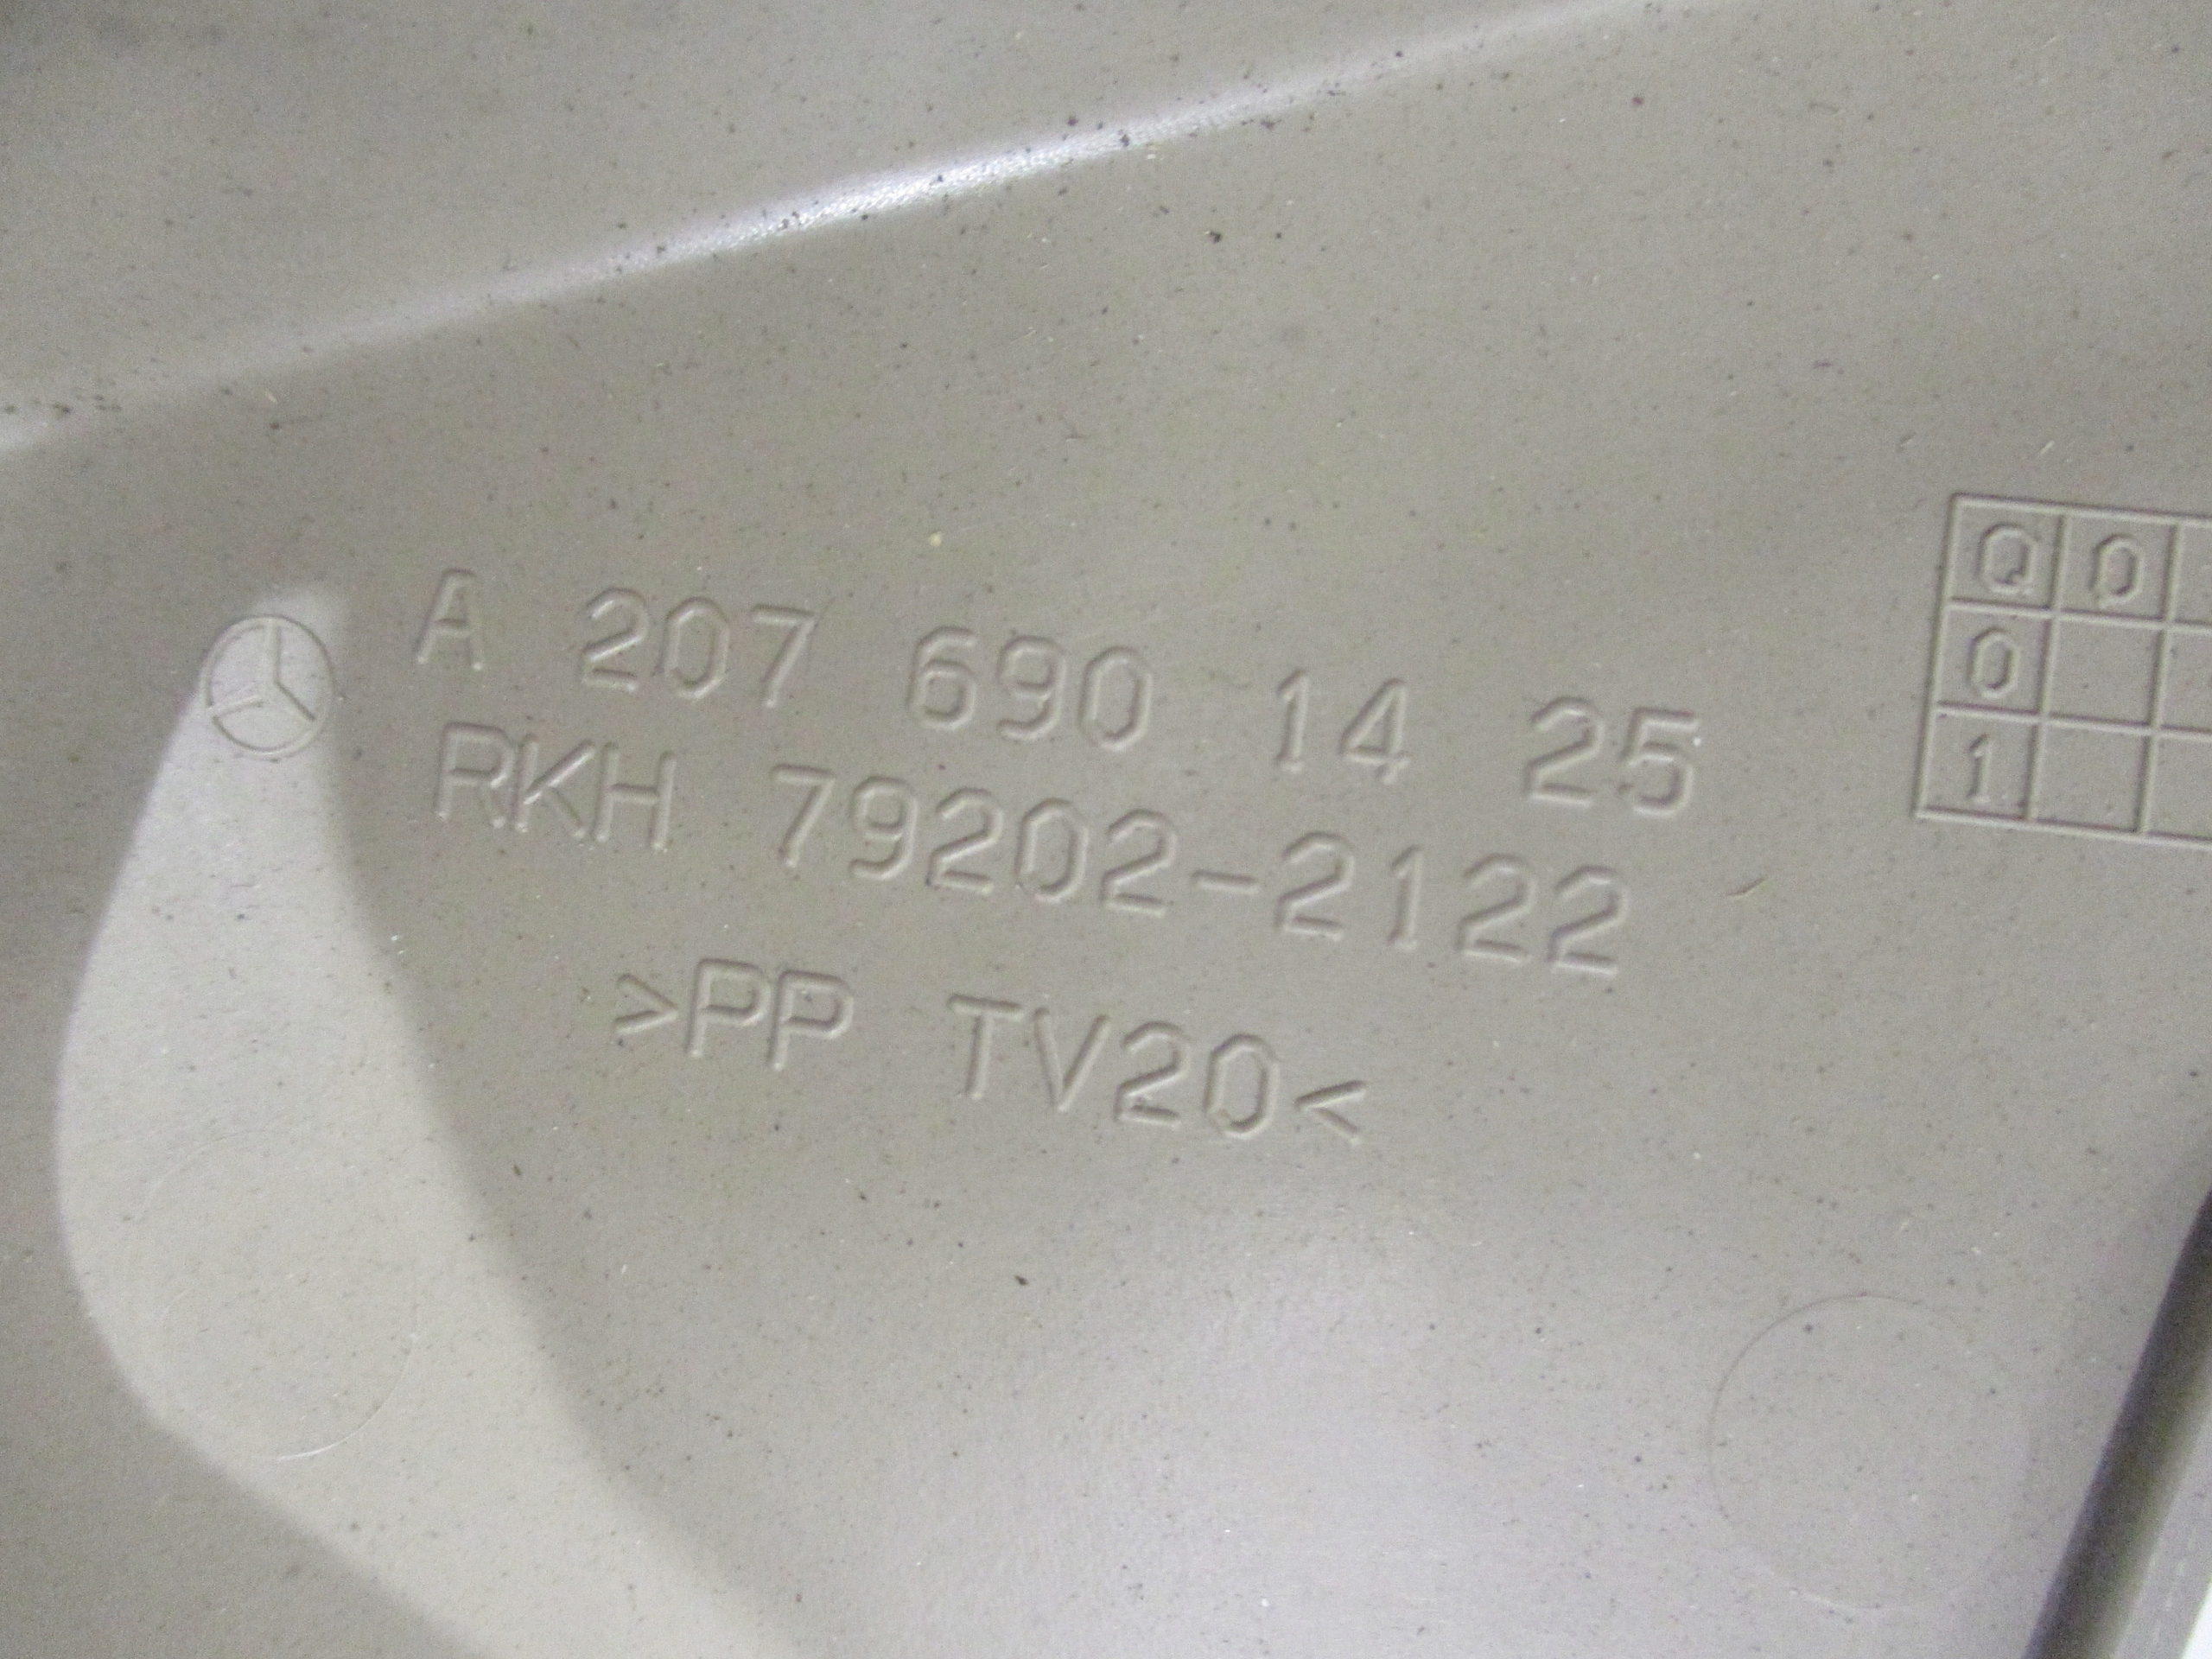 A 207 690 14 25
RKH 79202-2122
>PP TV20<
Q 0
0
1